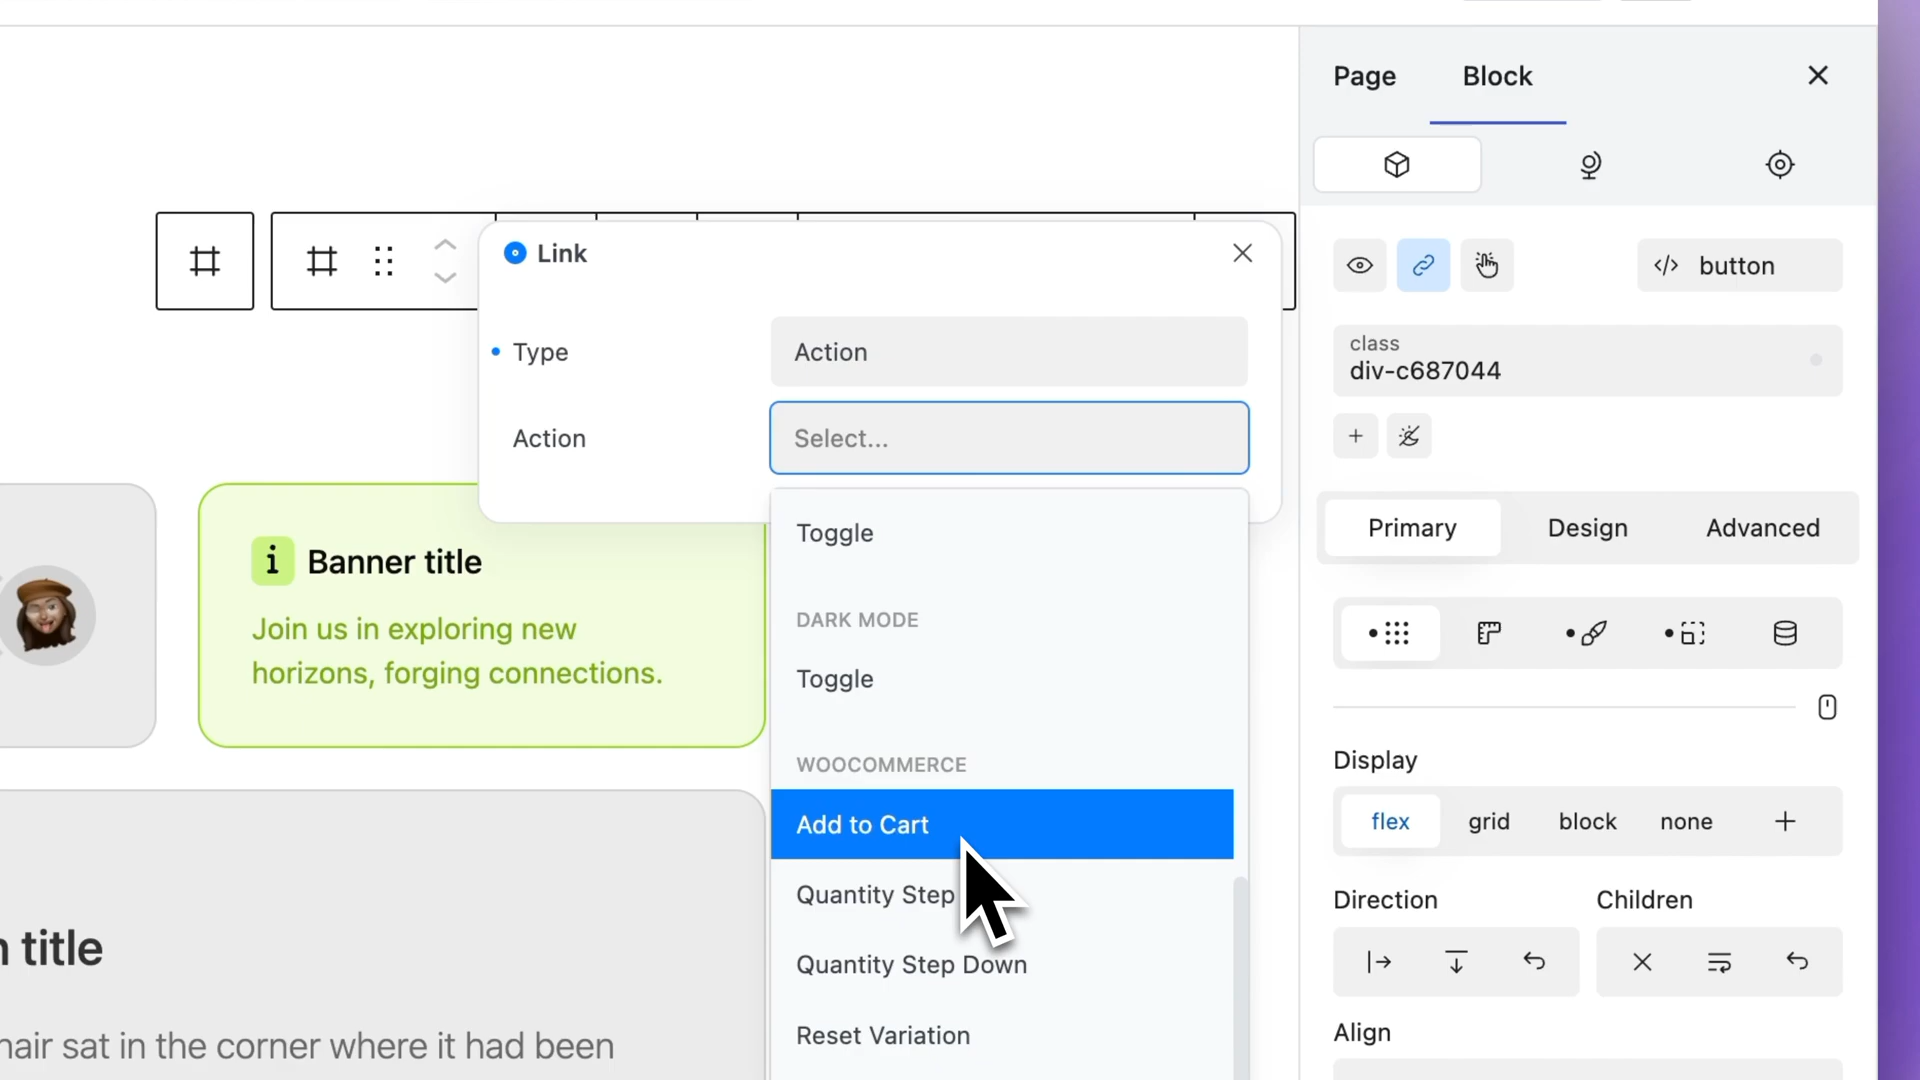 Page
Block
Link
Type
Action
Action
Select...
Toggle
DARK MODE
Toggle
WOOCOMMERCE
Add to Cart
Quantity Step
Quantity Step Down
Reset Variation
i Banner title
Join us in exploring new
horizons, forging connections.
title
hair sat in the corner where it had been
</> button
class
div-c687044
Primary
Design
Advanced
Display
flex
grid
block
none
Direction
Children
Align